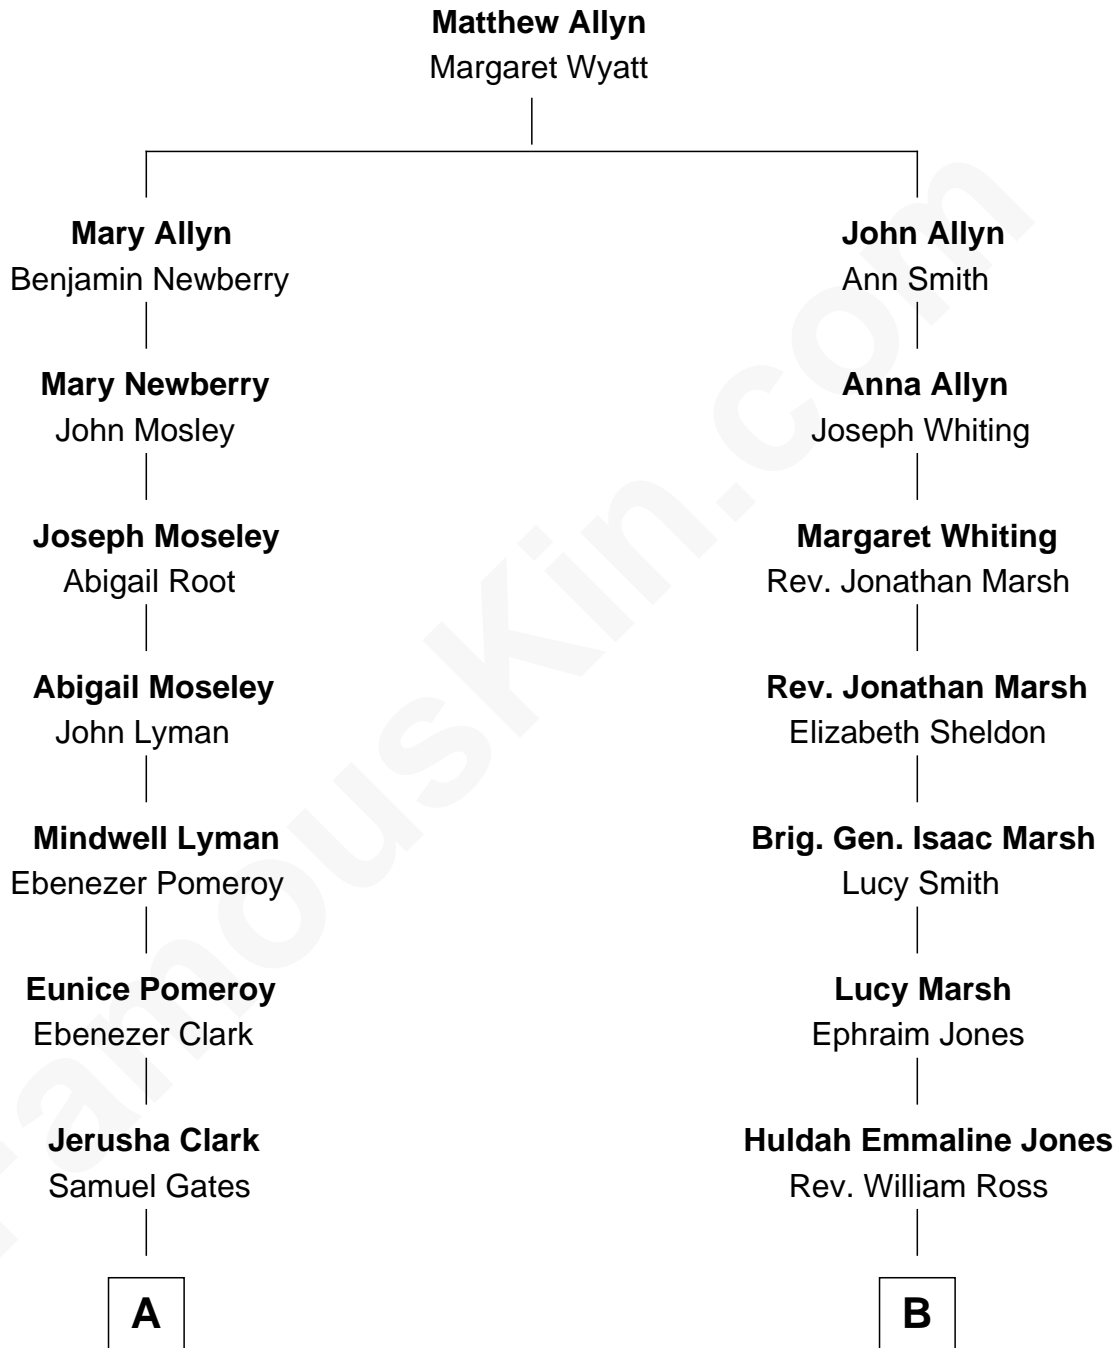 Matthew Allyn
Margaret Wyatt
Mary Allyn
Benjamin Newberry
John Allyn
Ann Smith
Mary Newberry
John Mosley
Anna Allyn
Joseph Whiting
Joseph Moseley
Abigail Root
Margaret Whiting
Rev. Jonathan Marsh
Abigail Moseley
John Lyman
Rev. Jonathan Marsh
Elizabeth Sheldon
Mindwell Lyman
Ebenezer Pomeroy
Brig. Gen. Isaac Marsh
Lucy Smith
Eunice Pomeroy
Ebenezer Clark
Lucy Marsh
Ephraim Jones
Jerusha Clark
Samuel Gates
Huldah Emmaline Jones
Rev. William Ross
A
B
FamousKin.com